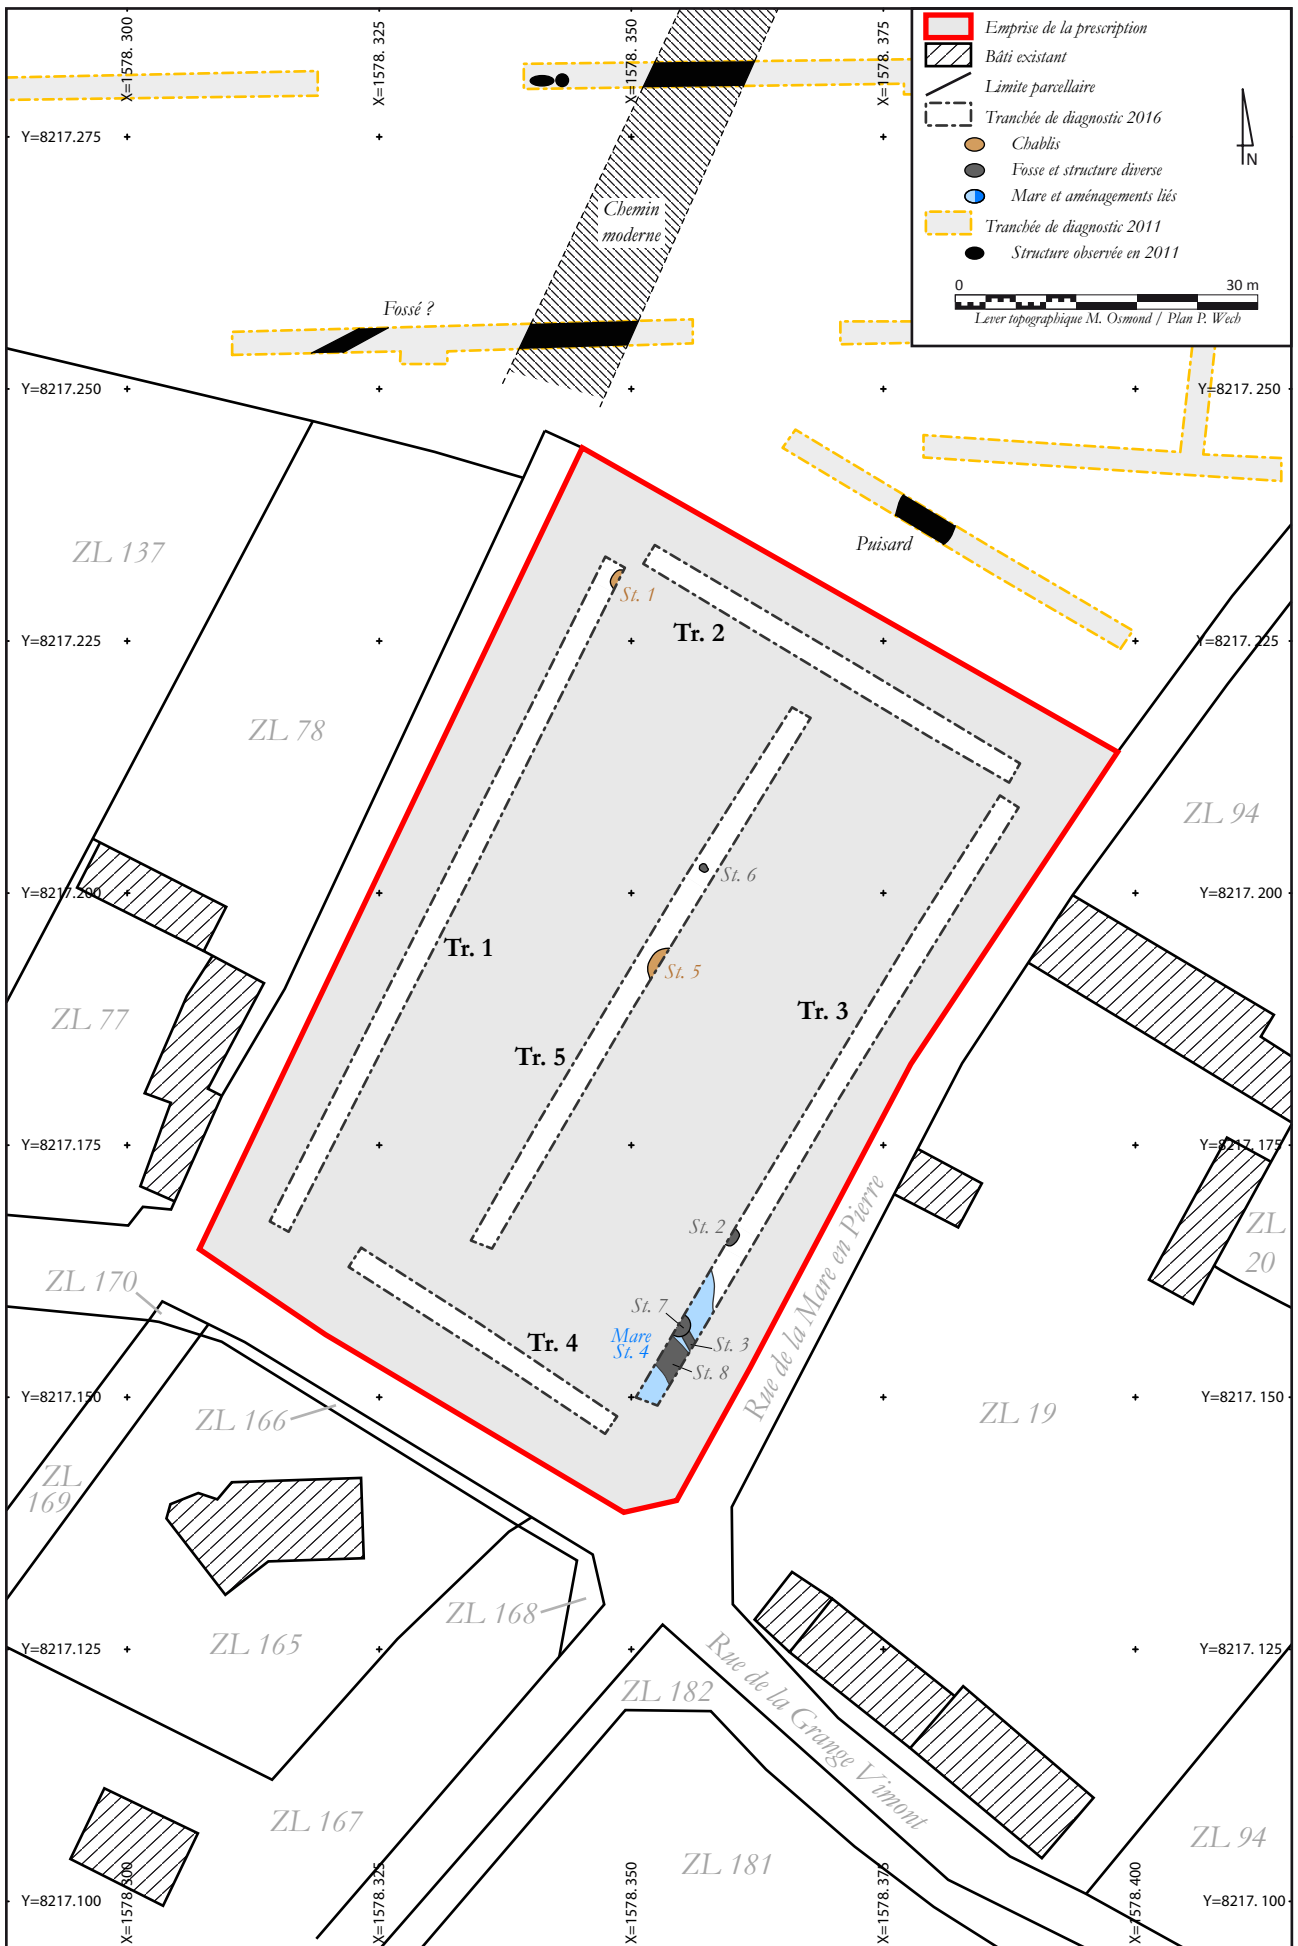 X=1578. 300
X=1578. 325
X=1578. 350
X=1578. 375
Emprise de la prescription
Bâti existant
Limite parcellaire
Tranchée de diagnostic 2016
Chablis
Fosse et structure diverse
Mare et aménagements liés
Tranchée de diagnostic 2011
Structure observée en 2011
N
0
30 m
Lever topographique M. Osmond / Plan P. Wech
Y=8217.275
Chemin
moderne
Fossé ?
Y=8217.250
Y=8217. 250
ZL 137
Puisard
St. 1
Tr. 2
Y=8217.225
Y=8217. 225
ZL 78
ZL 94
St. 6
Y=8217.200
Y=8217. 200
Tr. 1
St. 5
Tr. 3
ZL 77
Tr. 5
Y=8217.175
Y=8217. 175
Rue de la Mare en Pierre
St. 2
ZL
20
ZL 170
St. 7
Mare
St. 4
Tr. 4
St. 3
St. 8
Y=8217.150
Y=8217. 150
ZL 166
ZL 19
ZL
169
ZL 168
ZL 165
Y=8217.125
Y=8217. 125
Rue de la Grange Vimont
ZL 182
ZL 167
ZL 181
ZL 94
Y=8217.100
Y=8217. 100
X=1578. 300
X=1578. 325
X=1578. 350
X=1578. 375
X=1578. 400